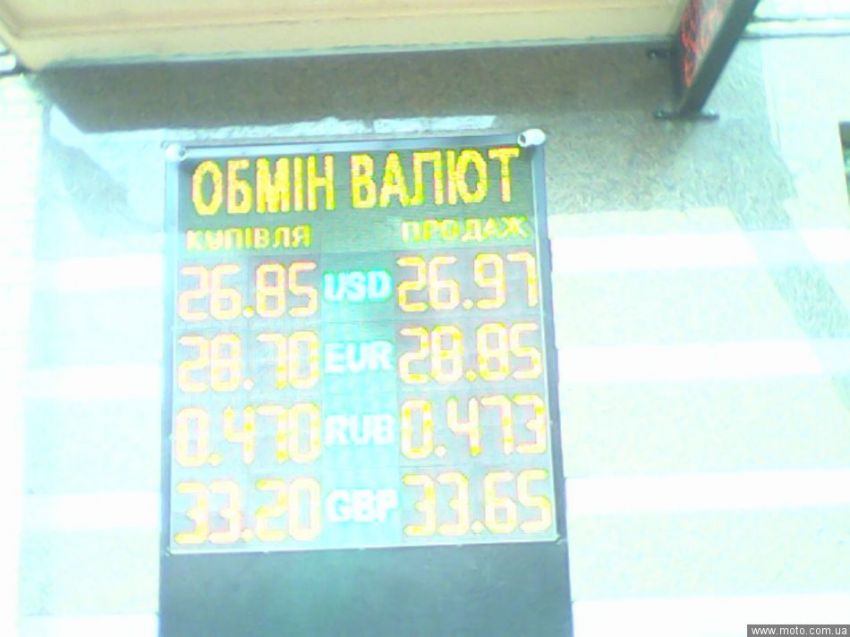 ОБМІН ВАЛЮТ
КУПІВЛЯ ПРОДАЖ
26.85 USD 26.97
28.70 EUR 28.85
0.470 RUB 0.473
33.20 GBP 33.65
www.moto.com.ua